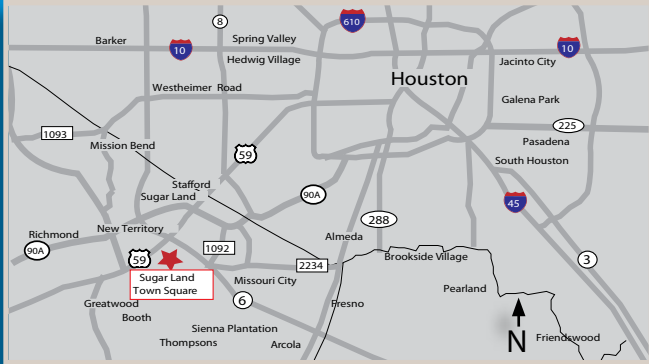 8
610
Barker
Spring Valley
10
10
Hedwig Village
Jacinto City
Houston
Westheimer Road
Galena Park
1093
225
Mission Bend
Pasadena
59
South Houston
Stafford
Sugar Land
90A
45
288
New Territory
Richmond
Almeda
90A
1092
59
Brookside Village
3
2234
Sugar Land
Town Square
Missouri City
Pearland
6
Greatwood
Fresno
Booth
Sienna Plantation
N
Friendswood
Thompsons
Arcola